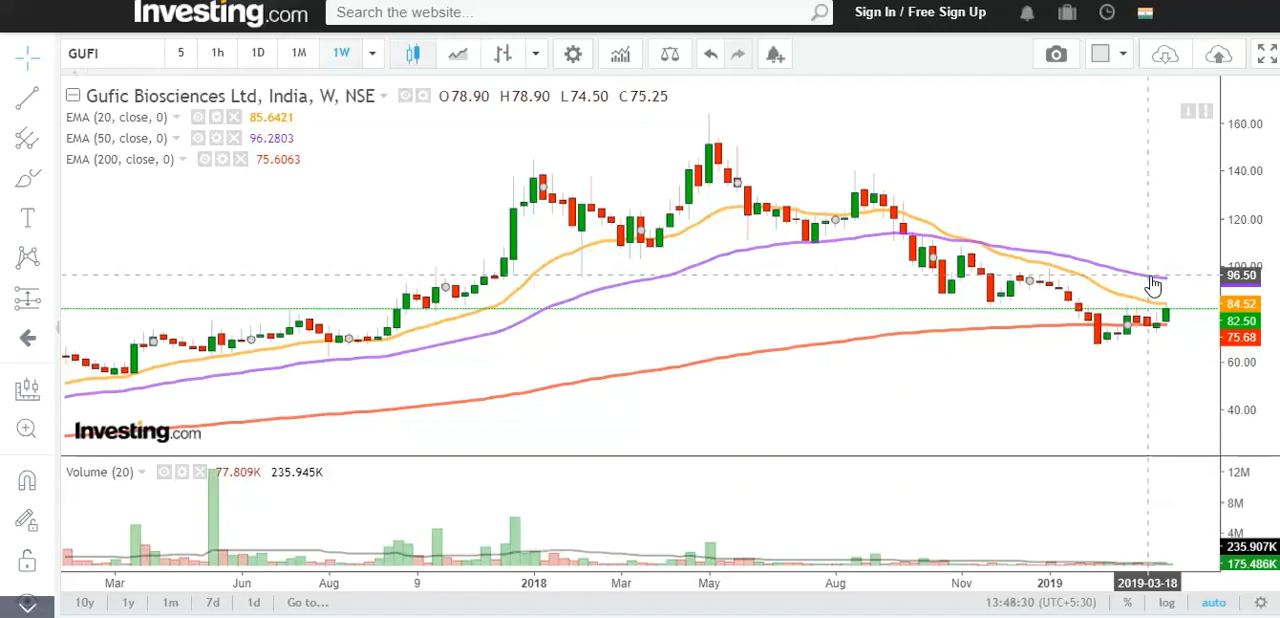 Investing.com Search the website... Sign In / Free Sign Up
GUFI 5 1h 1D 1M 1W
Gufic Biosciences Ltd, India, W, NSE O78.90 H78.90 L74.50 C75.25
EMA (20, close, 0) 85.6421
EMA (50, close, 0) 96.2803
EMA (200, close, 0) 75.6063
160.00
140.00
120.00
96.50
84.52
82.50
75.68
60.00
40.00
Investing.com
Volume (20) 77.809K 235.945K
12M
8M
4M
235.907K
175.486K
Mar Jun Aug 9 2018 Mar May Aug Nov 2019 2019-03-18
10y 1y 1m 7d 1d Go to... 13:48:30 (UTC+5:30) % log auto